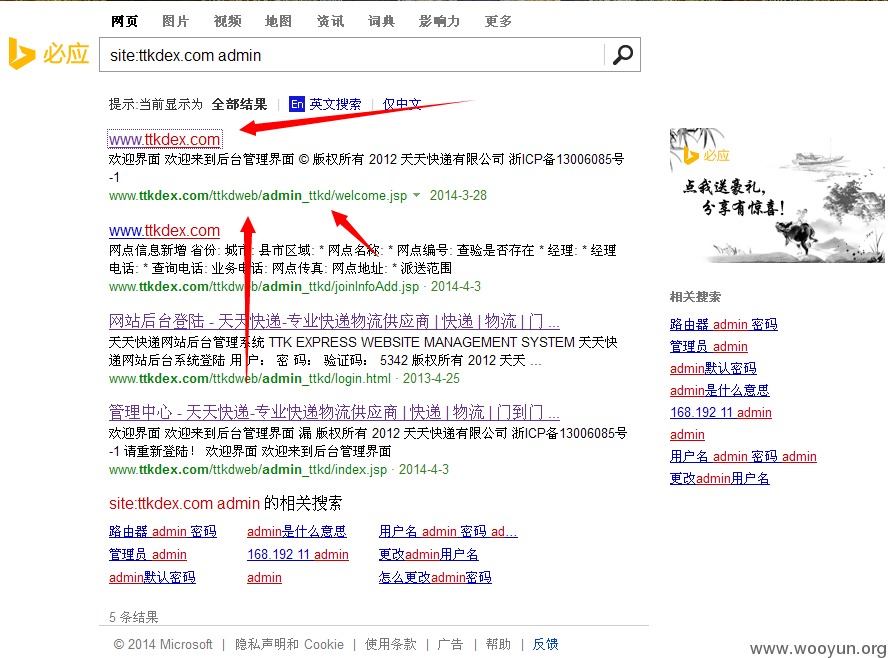 网页 图片 视频 地图 资讯 词典 影响力 更多
必应
site:ttkdex.com admin
提示:当前显示为 全部结果 | En 英文搜索 | 仅中文
www.ttkdex.com
欢迎界面 欢迎来到后台管理界面 © 版权所有 2012 天天快递有限公司 浙ICP备13006085号
-1
www.ttkdex.com/ttkdweb/admin_ttkd/welcome.jsp 2014-3-28
www.ttkdex.com
网点信息新增 省份: 城市: 县市区域: * 网点名称: * 网点编号: 查验是否存在 * 经理: * 经理
电话: * 查询电话: 业务电话: 网点传真: 网点地址: * 派送范围
www.ttkdex.com/ttkdweb/admin_ttkd/joinInfoAdd.jsp · 2014-4-3
网站后台登陆 - 天天快递-专业快递物流供应商 | 快递 | 物流 | 门 ...
天天快递网站后台管理系统 TTK EXPRESS WEBSITE MANAGEMENT SYSTEM 天天快
递网站后台系统登陆 用 户： 密 码： 验证码： 5342 版权所有 2012 天天 ...
www.ttkdex.com/ttkdweb/admin_ttkd/login.html · 2013-4-25
管理中心 - 天天快递-专业快递物流供应商 | 快递 | 物流 | 门到门 ...
欢迎界面 欢迎来到后台管理界面 漏 版权所有 2012 天天快递有限公司 浙ICP备13006085号
-1 请重新登陆！ 欢迎界面 欢迎来到后台管理界面
www.ttkdex.com/ttkdweb/admin_ttkd/index.jsp · 2014-4-3
site:ttkdex.com admin 的相关搜索
路由器 admin 密码 admin是什么意思 用户名 admin 密码 ad...
管理员 admin 168.192 11 admin 更改admin用户名
admin默认密码 admin 怎么更改admin密码
5 条结果
© 2014 Microsoft | 隐私声明和 Cookie | 使用条款 | 广告 | 帮助 | 反馈
必应
点我送豪礼,
分享有惊喜!
相关搜索
路由器 admin 密码
管理员 admin
admin默认密码
admin是什么意思
168.192 11 admin
admin
用户名 admin 密码 admin
更改admin用户名
www.wooyun.org